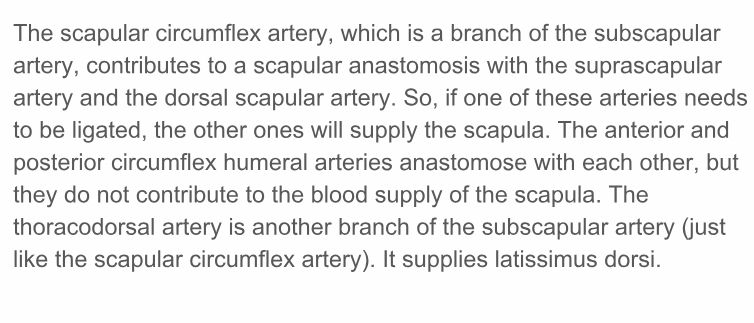 The scapular circumflex artery, which is a branch of the subscapular
artery, contributes to a scapular anastomosis with the suprascapular
artery and the dorsal scapular artery. So, if one of these arteries needs
to be ligated, the other ones will supply the scapula. The anterior and
posterior circumflex humeral arteries anastomose with each other, but
they do not contribute to the blood supply of the scapula. The
thoracodorsal artery is another branch of the subscapular artery (just
like the scapular circumflex artery). It supplies latissimus dorsi.